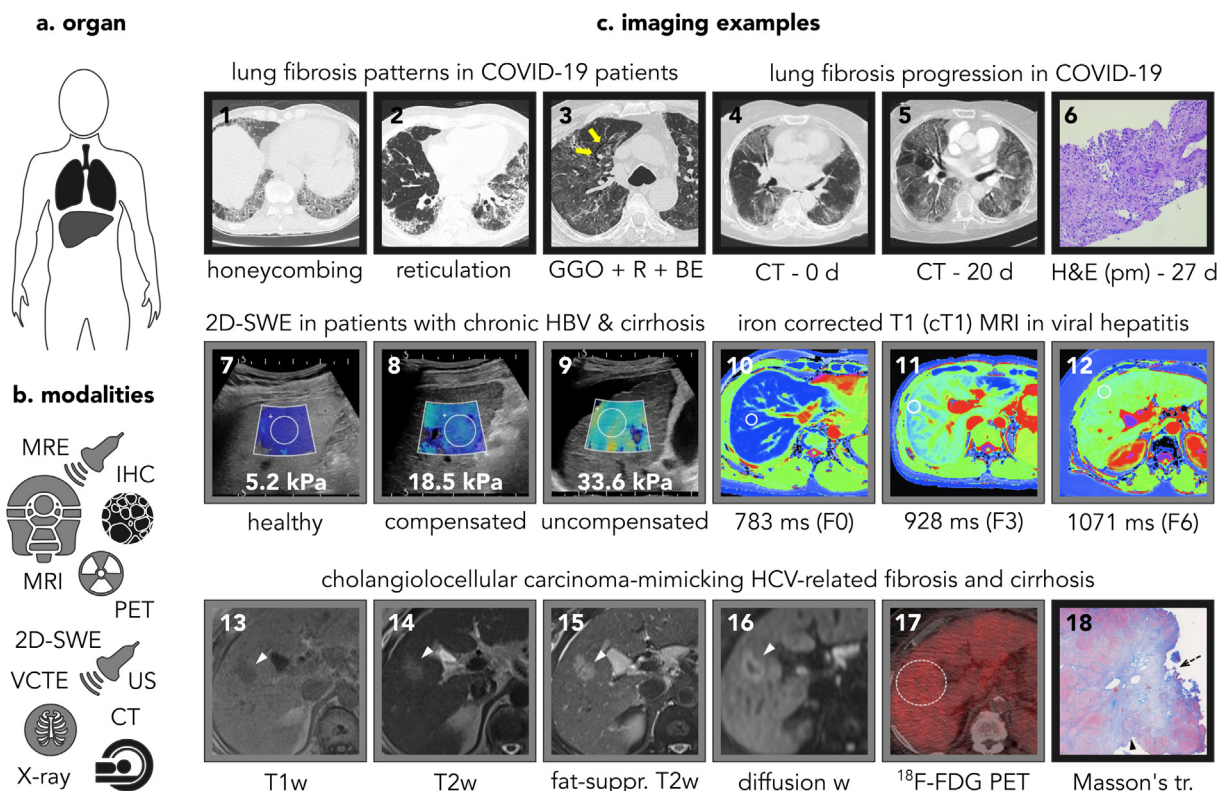 a. organ
c. imaging examples
lung fibrosis patterns in COVID-19 patients
lung fibrosis progression in COVID-19
1
2
3
4
5
6
honeycombing
reticulation
GGO + R + BE
CT - 0 d
CT - 20 d
H&E (pm) - 27 d
2D-SWE in patients with chronic HBV & cirrhosis
iron corrected T1 (cT1) MRI in viral hepatitis
7
8
9
10
11
12
5.2 kPa
18.5 kPa
33.6 kPa
healthy
compensated
uncompensated
783 ms (F0)
928 ms (F3)
1071 ms (F6)
b. modalities
MRE
IHC
MRI
PET
2D-SWE
VCTE
US
CT
X-ray
cholangiolocellular carcinoma-mimicking HCV-related fibrosis and cirrhosis
13
14
15
16
17
18
T1w
T2w
fat-suppr. T2w
diffusion w
¹⁸F-FDG PET
Masson's tr.